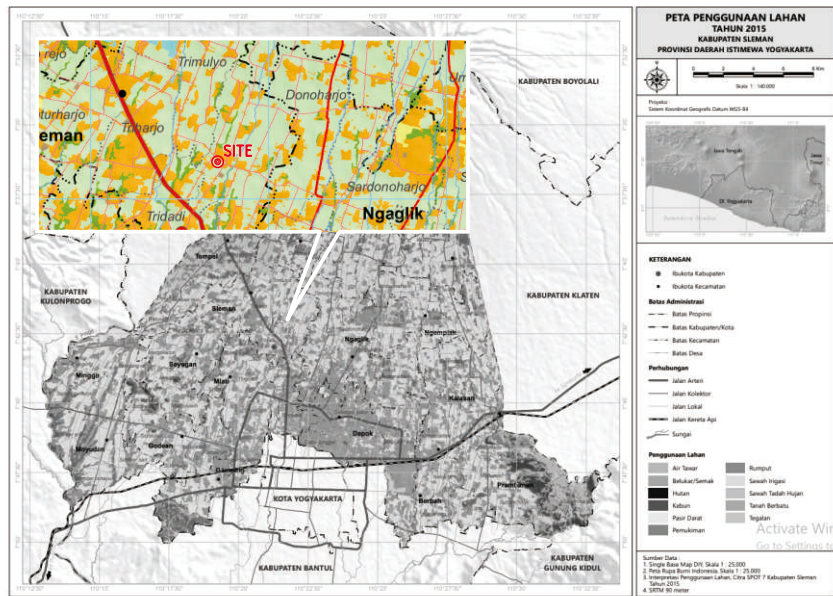 PETA PENGGUNAAN LAHAN
TAHUN 2015
KABUPATEN SLEMAN
PROVINSI DAERAH ISTIMEWA YOGYAKARTA
Skala 1 : 140.000
Proyeksi :
Sistem Koordinat Geografis Datum WGS-84
Jawa Tengah
Jawa
Timur
DI. Yogyakarta
Samudera Hindia
KETERANGAN
Ibukota Kabupaten
Ibukota Kecamatan
Batas Administrasi
Batas Propinsi
Batas Kabupaten/Kota
Batas Kecamatan
Batas Desa
Perhubungan
Jalan Arteri
Jalan Kolektor
Jalan Lokal
Jalan Kereta Api
Sungai
Penggunaan Lahan
Air Tawar
Belukar/Semak
Hutan
Kebun
Pasir Darat
Pemukiman
Rumput
Sawah Irigasi
Sawah Tadah Hujan
Tanah Berbatu
Tegalan
Activate Win
Go to Settings to
Sumber Data :
1. Single Base Map DIY, Skala 1 : 25.000
2. Peta Rupa Bumi Indonesia, Skala 1 : 25.000
3. Interpretasi Penggunaan Lahan, Citra SPOT 7 Kabupaten Sleman
Tahun 2015
4. SRTM 90 meter
rejo
Trimulyo
Donoharjo
Um
turharjo
eman
Triharjo
SITE
Sardonoharjo
Tridadi
Ngaglik
KABUPATEN BOYOLALI
KABUPATEN
KULONPROGO
KABUPATEN KLATEN
Tempel
Sleman
Ngaglik
Ngemplak
Minggir
Seyegan
Mlati
Kalasan
Moyudan
Godean
Depok
Gamping
Prambanan
Berbah
KOTA YOGYAKARTA
KABUPATEN BANTUL
KABUPATEN
GUNUNG KIDUL